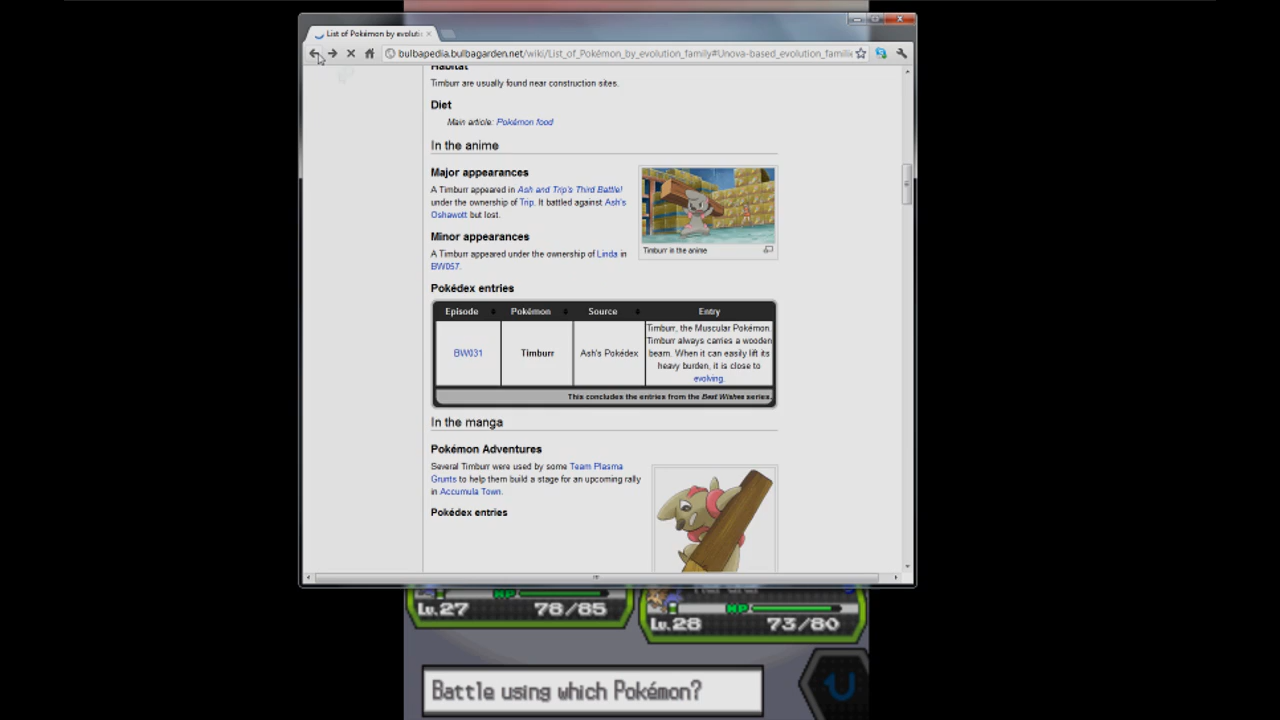 List of Pokémon by evoluti
bulbapedia.bulbagarden.net/wiki/List_of_Pokémon_by_evolution_family#Unova-based_evolution_familie
Habitat
Timburr are usually found near construction sites.
Diet
Main article: Pokémon food
In the anime
Major appearances
A Timburr appeared in Ash and Trip's Third Battle!
under the ownership of Trip. It battled against Ash's
Oshawott but lost.
Timburr in the anime
Minor appearances
A Timburr appeared under the ownership of Linda in
BW057.
Pokédex entries
Episode Pokémon Source Entry
BW031 Timburr Ash's Pokédex
Timburr, the Muscular Pokémon.
Timburr always carries a wooden
beam. When it can easily lift its
heavy burden, it is close to
evolving.
This concludes the entries from the Best Wishes series.
In the manga
Pokémon Adventures
Several Timburr were used by some Team Plasma
Grunts to help them build a stage for an upcoming rally
in Accumula Town.
Pokédex entries
HP
Lv.27 78/85
HP
Lv.28 73/80
Battle using which Pokémon?